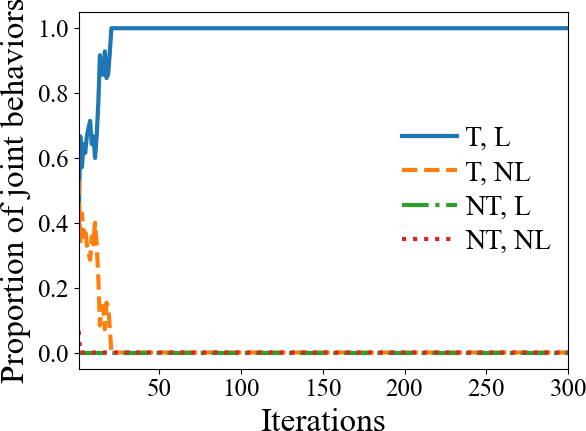 Proportion of joint behaviors
1.0
0.8
0.6
0.4
0.2
0.0
T, L
T, NL
NT, L
NT, NL
50 100 150 200 250 300
Iterations